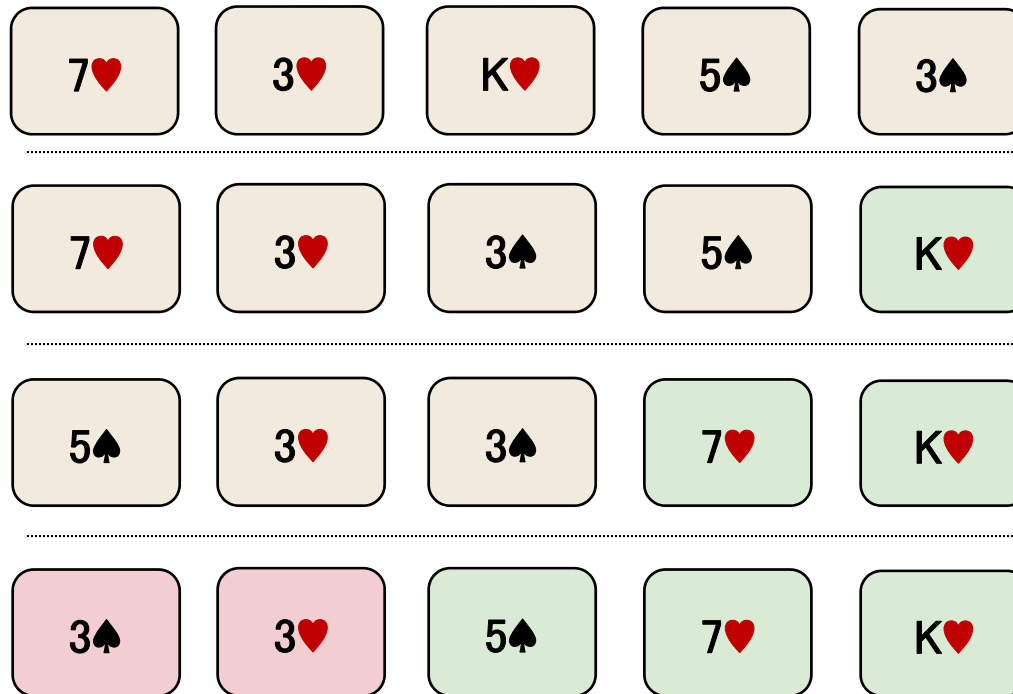 7♥ 3♥ K♥ 5♠ 3♠
7♥ 3♥ 3♠ 5♠ K♥
5♠ 3♥ 3♠ 7♥ K♥
3♠ 3♥ 5♠ 7♥ K♥